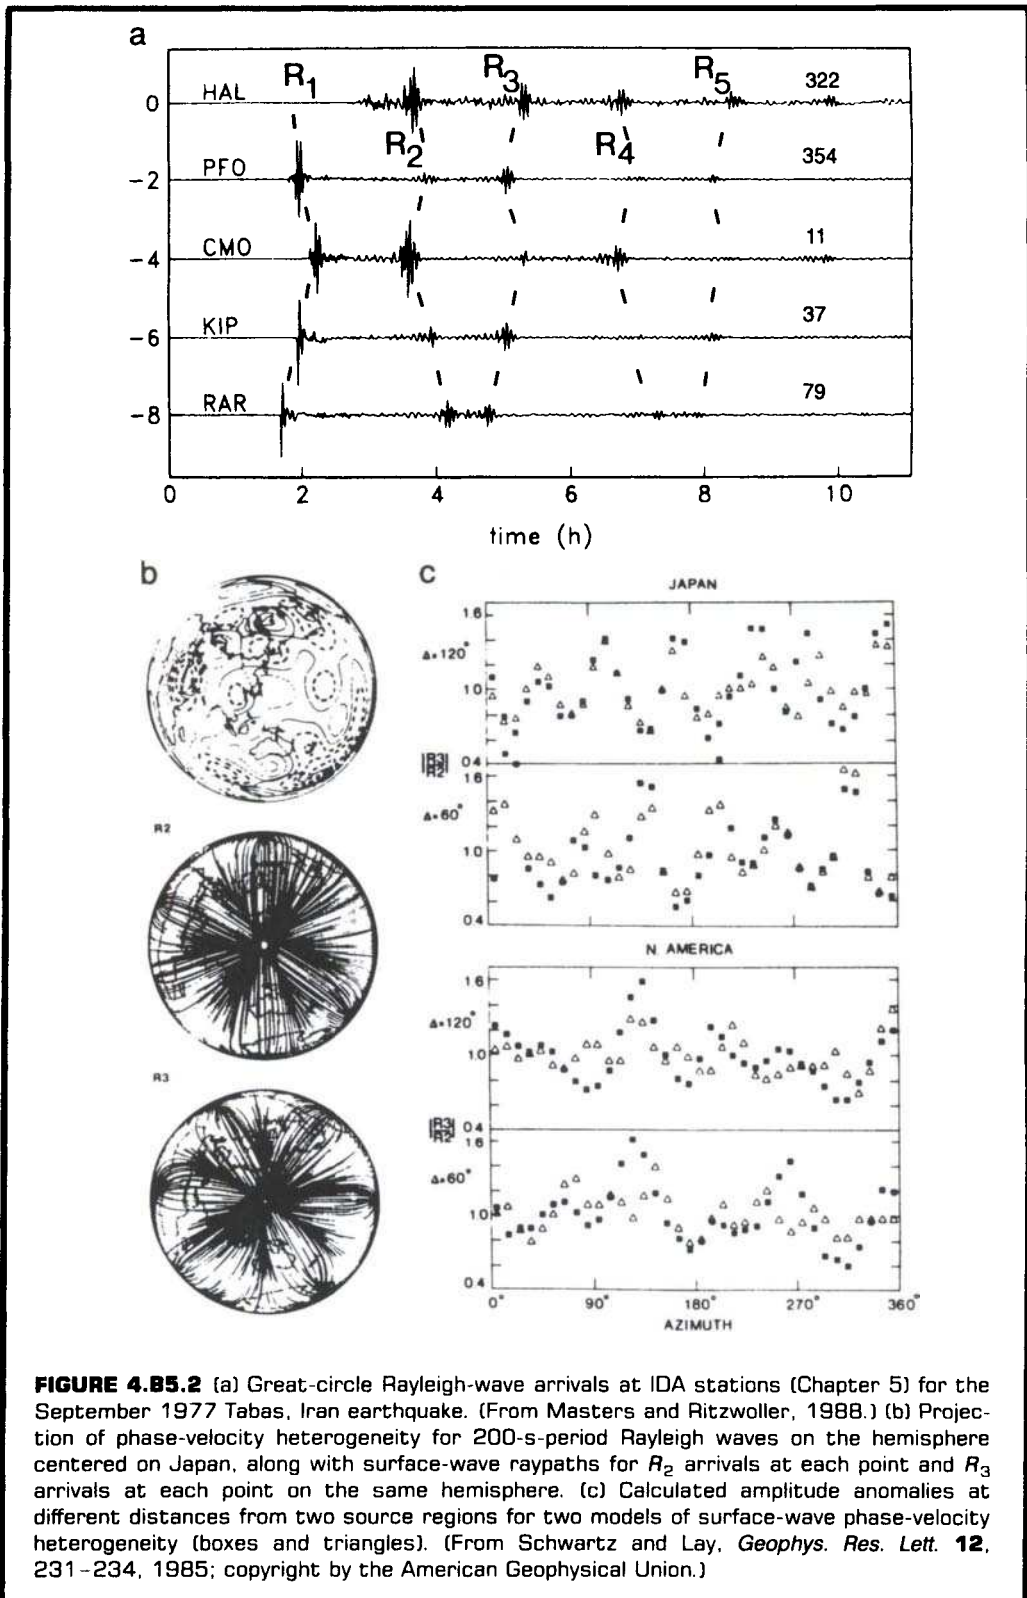 a
R1 R3 R5
HAL 322
0
R2 R4
PFO 354
-2
CMO 11
-4
KIP 37
-6
RAR 79
-8
0 2 4 6 8 10
time (h)
b
c
JAPAN
1.6
Δ=120°
1.0
0.4
|R3|
|R2|
1.6
Δ=60°
1.0
0.4
R2
N. AMERICA
1.6
Δ=120°
1.0
R3
0.4
|R3|
|R2|
1.6
Δ=60°
1.0
0.4
0° 90° 180° 270° 360°
AZIMUTH
FIGURE 4.B5.2 (a) Great-circle Rayleigh-wave arrivals at IDA stations (Chapter 5) for the
September 1977 Tabas, Iran earthquake. (From Masters and Ritzwoller, 1988.) (b) Projec-
tion of phase-velocity heterogeneity for 200-s-period Rayleigh waves on the hemisphere
centered on Japan, along with surface-wave raypaths for R2 arrivals at each point and R3
arrivals at each point on the same hemisphere. (c) Calculated amplitude anomalies at
different distances from two source regions for two models of surface-wave phase-velocity
heterogeneity (boxes and triangles). (From Schwartz and Lay, Geophys. Res. Lett. 12,
231–234, 1985; copyright by the American Geophysical Union.)